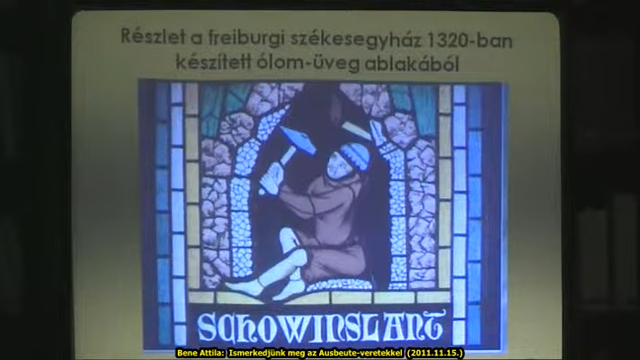 Részlet a freiburgi székesegyház 1320-ban
készített ólom-üveg ablakából
SCHOWINSLANT
Bene Attila: Ismerkedjünk meg az Ausbeute-veretekkel (2011.11.15.)